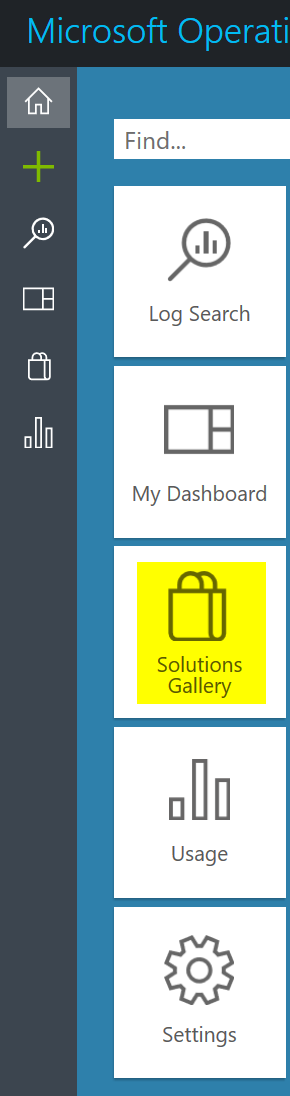 Microsoft Operati
Find...
Log Search
My Dashboard
Solutions
Gallery
Usage
Settings